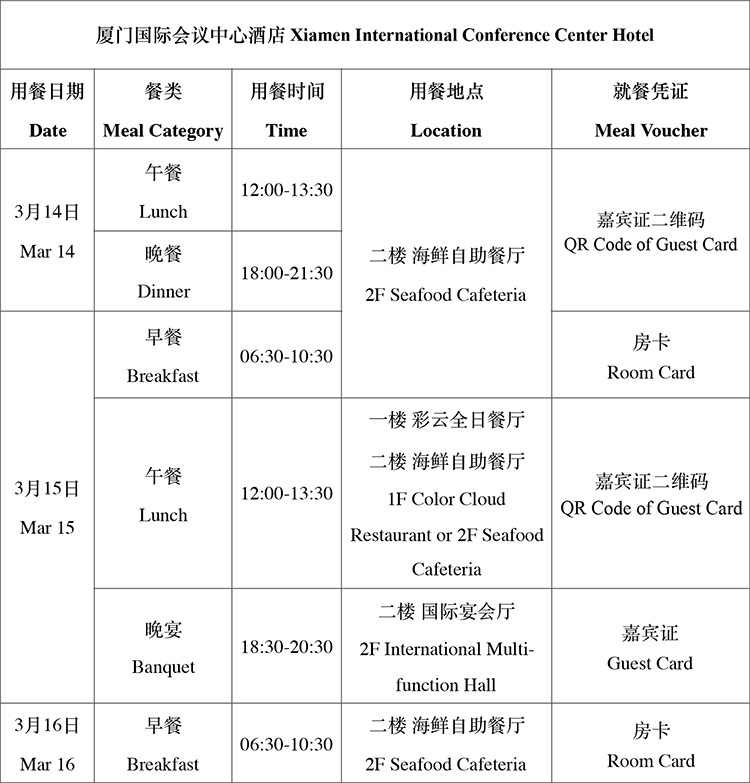 厦门国际会议中心酒店 Xiamen International Conference Center Hotel
用餐日期
Date
餐类
Meal Category
用餐时间
Time
用餐地点
Location
就餐凭证
Meal Voucher
3月14日
Mar 14
午餐
Lunch
12:00-13:30
二楼 海鲜自助餐厅
2F Seafood Cafeteria
嘉宾证二维码
QR Code of Guest Card
晚餐
Dinner
18:00-21:30
3月15日
Mar 15
早餐
Breakfast
06:30-10:30
房卡
Room Card
午餐
Lunch
12:00-13:30
一楼 彩云全日餐厅
二楼 海鲜自助餐厅
1F Color Cloud
Restaurant or 2F Seafood
Cafeteria
嘉宾证二维码
QR Code of Guest Card
晚宴
Banquet
18:30-20:30
二楼 国际宴会厅
2F International Multi-
function Hall
嘉宾证
Guest Card
3月16日
Mar 16
早餐
Breakfast
06:30-10:30
二楼 海鲜自助餐厅
2F Seafood Cafeteria
房卡
Room Card